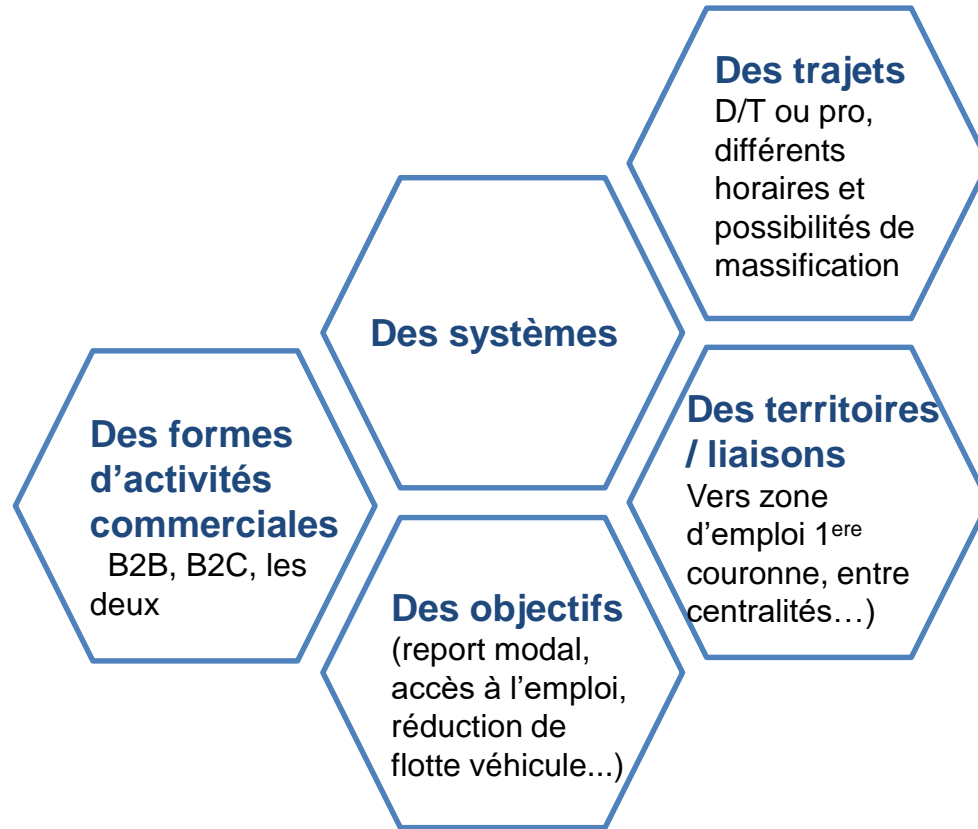 Des trajets
D/T ou pro,
différents
horaires et
possibilités de
massification
Des systèmes
Des formes
d’activités
commerciales
B2B, B2C, les
deux
Des territoires
/ liaisons
Vers zone
d’emploi 1ere
couronne, entre
centralités…)
Des objectifs
(report modal,
accès à l’emploi,
réduction de
flotte véhicule...)